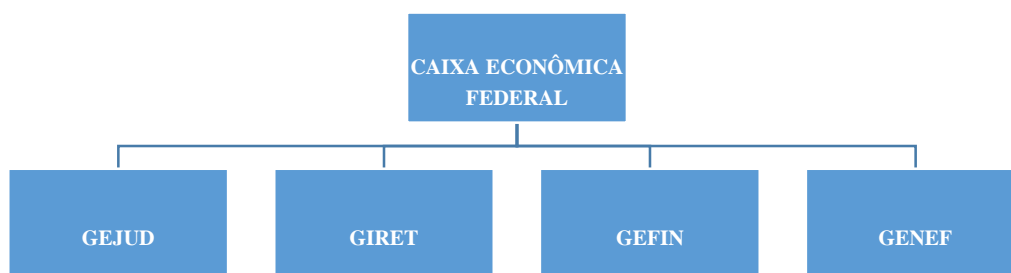 CAIXA ECONÔMICA
FEDERAL
GEJUD
GIRET
GEFIN
GENEF